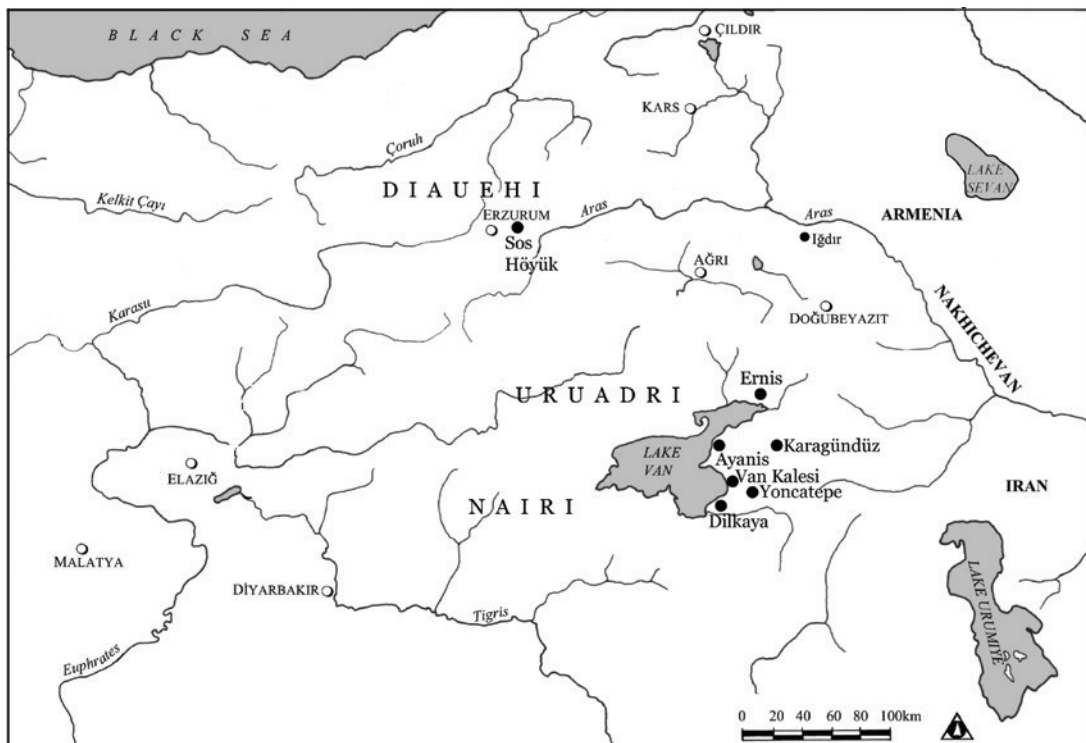 BLACK SEA
ÇILDIR
KARS
Çoruh
LAKE
SEVAN
DIAUEHI
Kelkit Çayı
ERZURUM
Aras
Aras
ARMENIA
Sos
Höyük
Iğdır
AĞRI
Karasu
DOĞUBEYAZIT
NAKHICHEVAN
Ernis
URUADRI
LAKE
VAN
Ayanis
Karagündüz
ELAZIĞ
Van Kalesi
Yoncatepe
IRAN
NAIRI
Dilkaya
MALATYA
DİYARBAKIR
Tigris
LAKE URUMIYE
Euphrates
0 20 40 60 80 100km